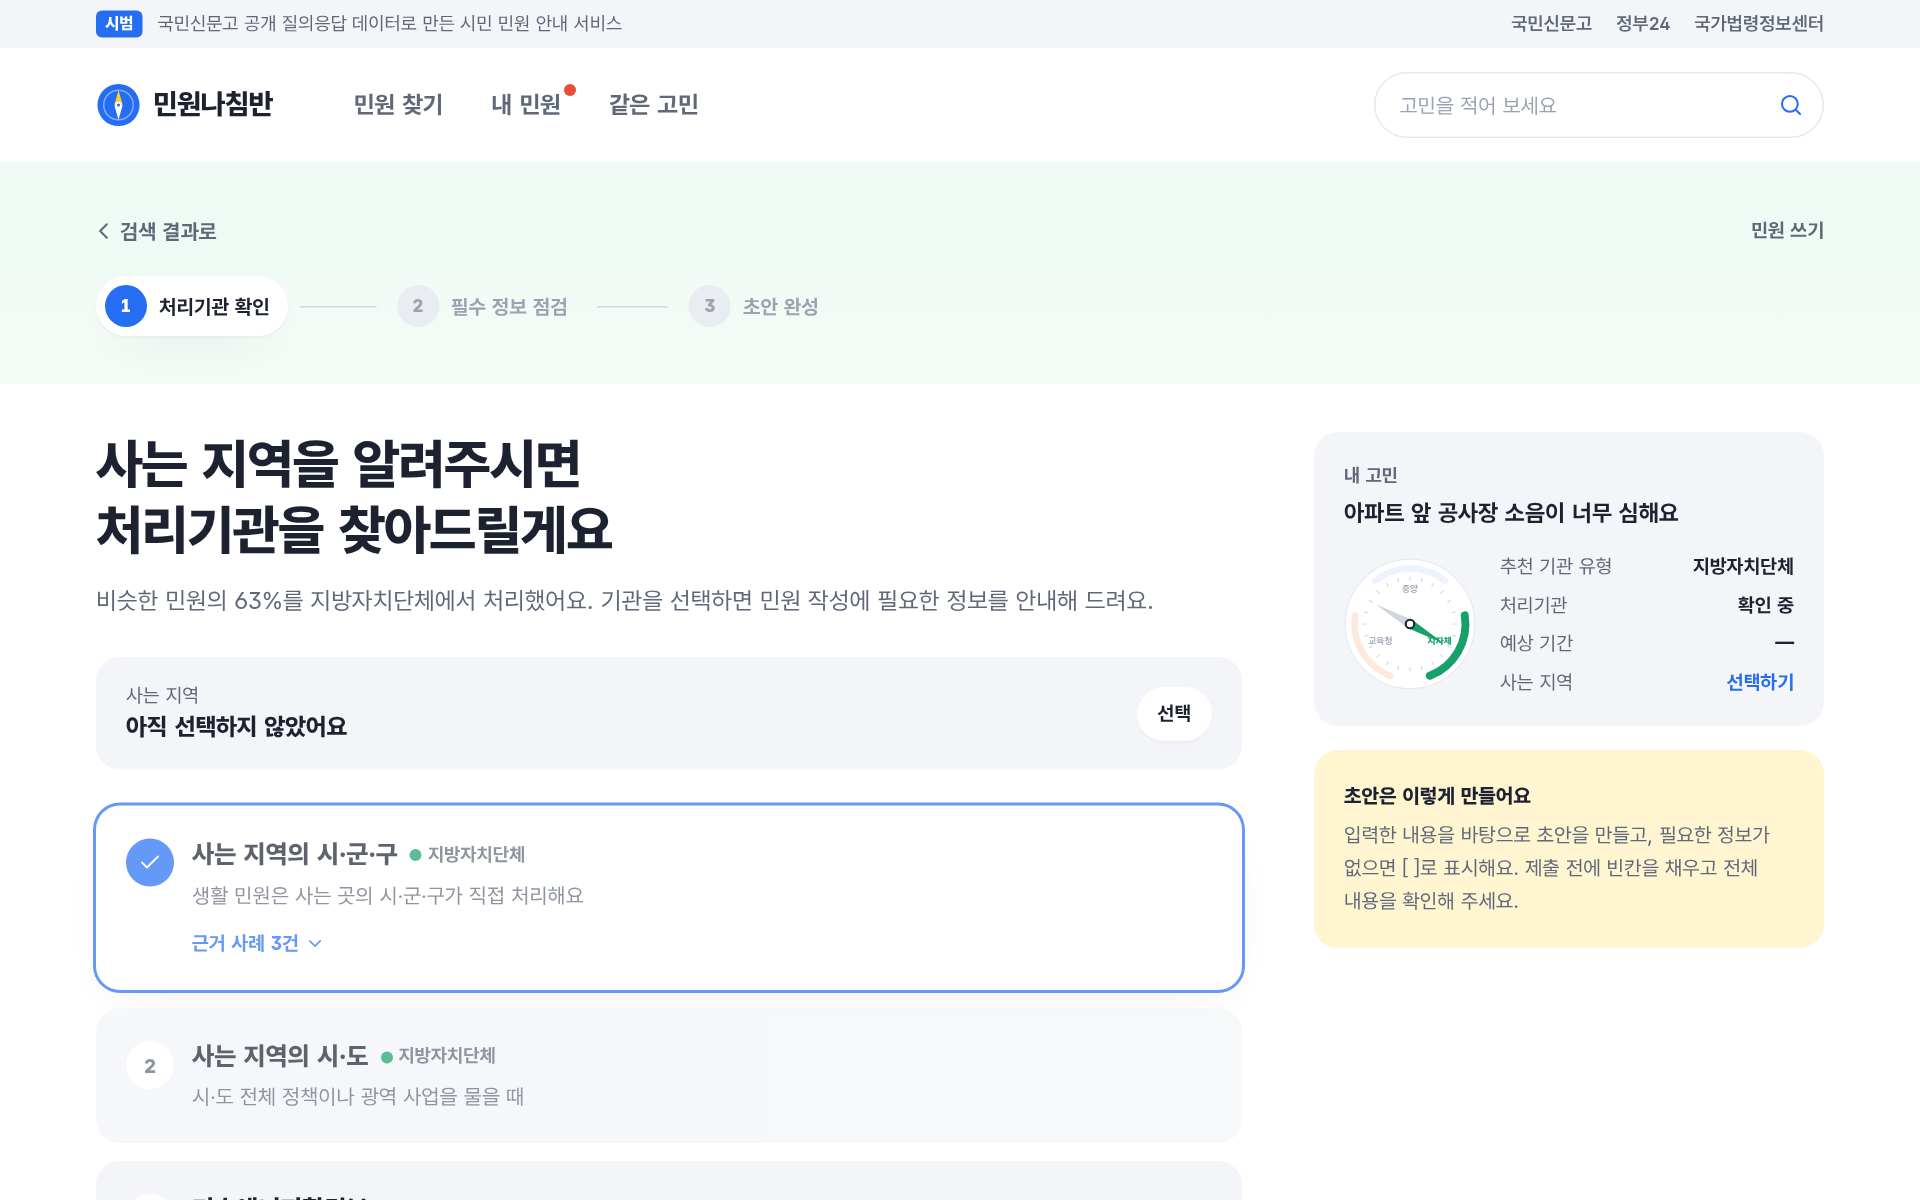 시범 국민신문고 공개 질의응답 데이터로 만든 시민 민원 안내 서비스
국민신문고 정부24 국가법령정보센터
민원나침반
민원 찾기 내 민원 같은 고민
고민을 적어 보세요
검색 결과로
민원 쓰기
1 처리기관 확인
2 필수 정보 점검
3 초안 완성
사는 지역을 알려주시면
처리기관을 찾아드릴게요
비슷한 민원의 63%를 지방자치단체에서 처리했어요. 기관을 선택하면 민원 작성에 필요한 정보를 안내해 드려요.
사는 지역
아직 선택하지 않았어요
선택
사는 지역의 시·군·구 지방자치단체
생활 민원은 사는 곳의 시·군·구가 직접 처리해요
근거 사례 3건
2 사는 지역의 시·도 지방자치단체
시·도 전체 정책이나 광역 사업을 물을 때
내 고민
아파트 앞 공사장 소음이 너무 심해요
중앙
교육청
지자체
추천 기관 유형 지방자치단체
처리기관 확인 중
예상 기간 —
사는 지역 선택하기
초안은 이렇게 만들어요
입력한 내용을 바탕으로 초안을 만들고, 필요한 정보가
없으면 [ ]로 표시해요. 제출 전에 빈칸을 채우고 전체
내용을 확인해 주세요.